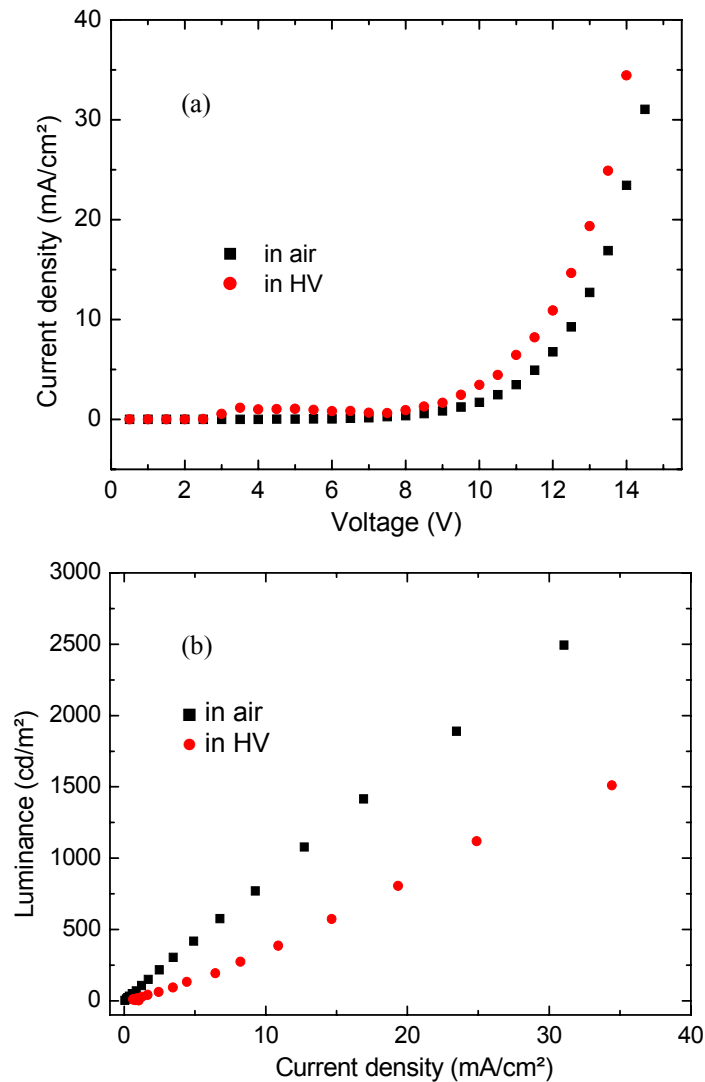 40
30
20
10
0
Current density (mA/cm²)
(a)
in air
in HV
0 2 4 6 8 10 12 14
Voltage (V)
3000
2500
2000
1500
1000
500
0
Luminance (cd/m²)
(b)
in air
in HV
0 10 20 30 40
Current density (mA/cm²)